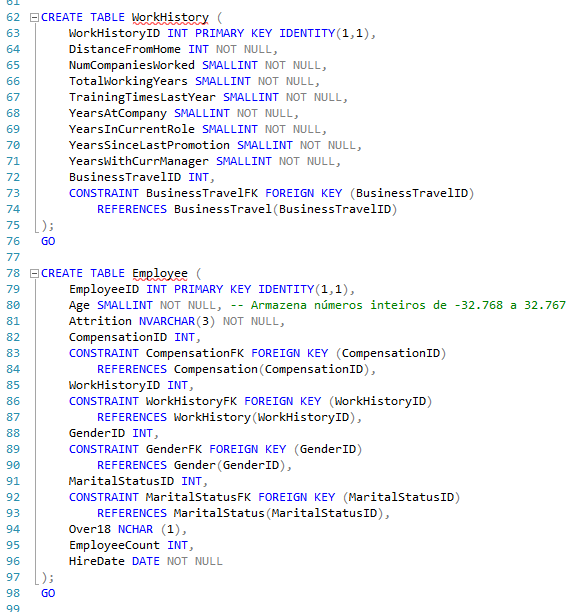 61
62 CREATE TABLE WorkHistory (
63     WorkHistoryID INT PRIMARY KEY IDENTITY(1,1),
64     DistanceFromHome INT NOT NULL,
65     NumCompaniesWorked SMALLINT NOT NULL,
66     TotalWorkingYears SMALLINT NOT NULL,
67     TrainingTimesLastYear SMALLINT NOT NULL,
68     YearsAtCompany SMALLINT NOT NULL,
69     YearsInCurrentRole SMALLINT NOT NULL,
70     YearsSinceLastPromotion SMALLINT NOT NULL,
71     YearsWithCurrManager SMALLINT NOT NULL,
72     BusinessTravelID INT,
73     CONSTRAINT BusinessTravelFK FOREIGN KEY (BusinessTravelID)
74         REFERENCES BusinessTravel(BusinessTravelID)
75 );
76 GO
77
78 CREATE TABLE Employee (
79     EmployeeID INT PRIMARY KEY IDENTITY(1,1),
80     Age SMALLINT NOT NULL, -- Armazena números inteiros de -32.768 a 32.767
81     Attrition NVARCHAR(3) NOT NULL,
82     CompensationID INT,
83     CONSTRAINT CompensationFK FOREIGN KEY (CompensationID)
84         REFERENCES Compensation(CompensationID),
85     WorkHistoryID INT,
86     CONSTRAINT WorkHistoryFK FOREIGN KEY (WorkHistoryID)
87         REFERENCES WorkHistory(WorkHistoryID),
88     GenderID INT,
89     CONSTRAINT GenderFK FOREIGN KEY (GenderID)
90         REFERENCES Gender(GenderID),
91     MaritalStatusID INT,
92     CONSTRAINT MaritalStatusFK FOREIGN KEY (MaritalStatusID)
93         REFERENCES MaritalStatus(MaritalStatusID),
94     Over18 NCHAR (1),
95     EmployeeCount INT,
96     HireDate DATE NOT NULL
97 );
98 GO
99